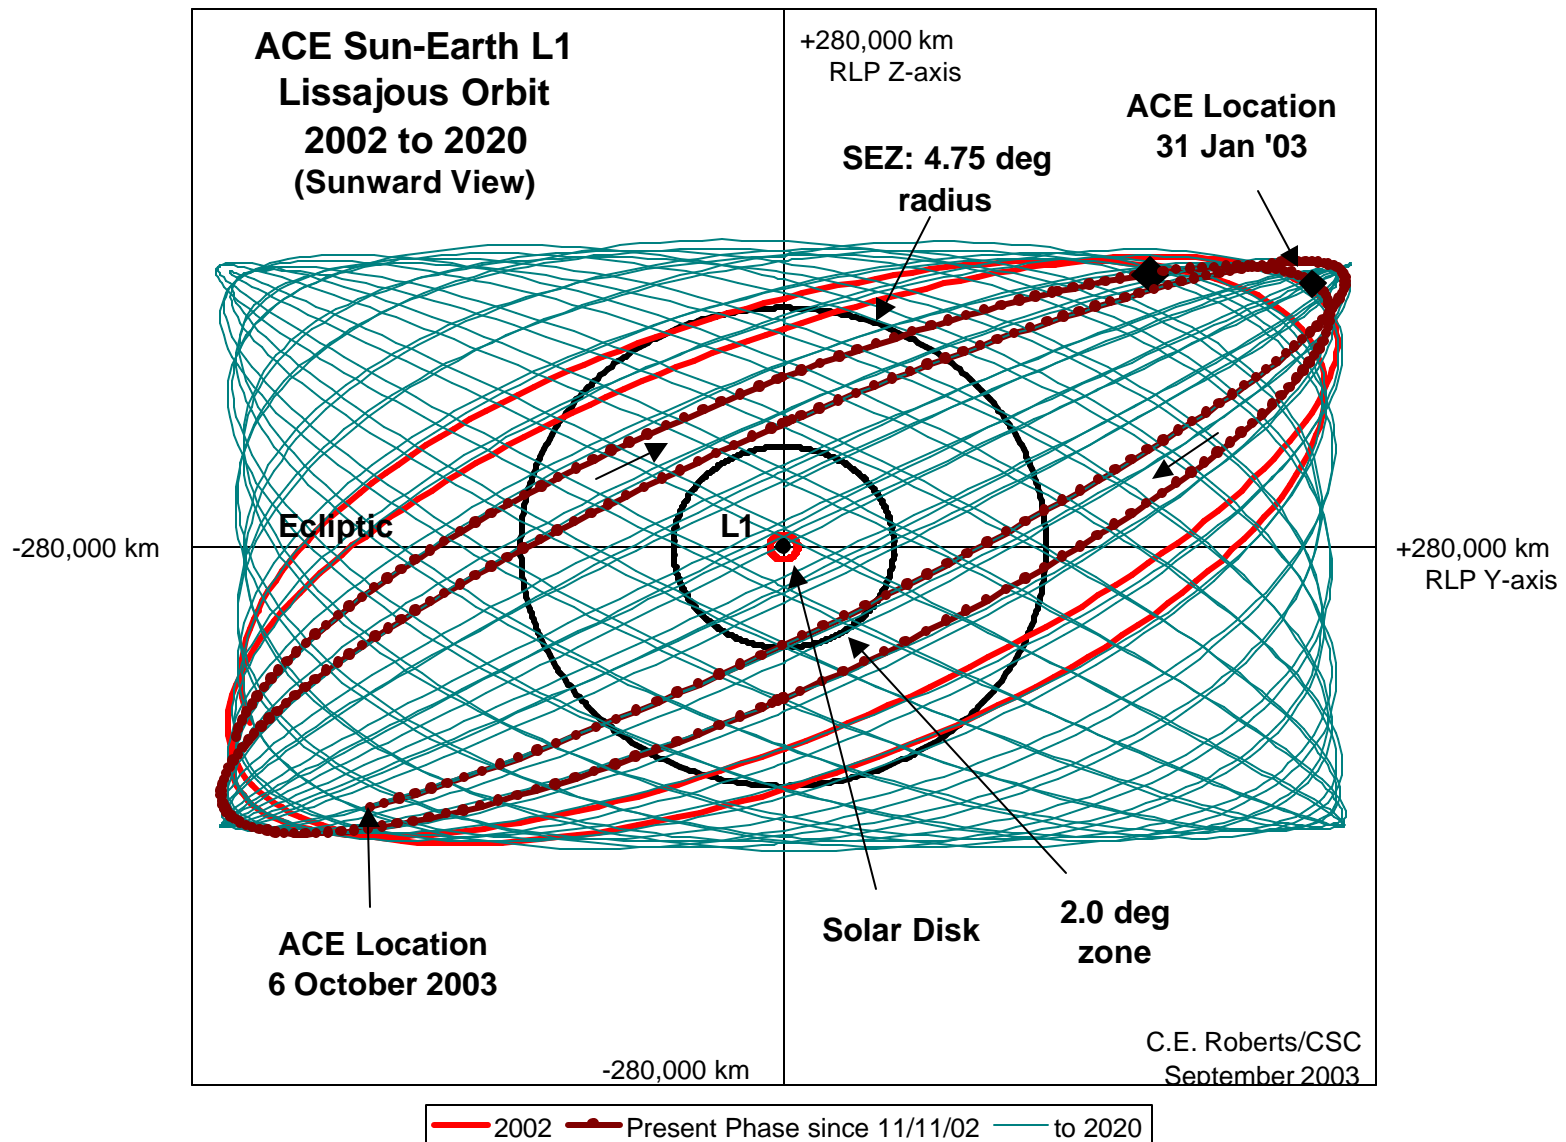 ACE Sun-Earth L1
Lissajous Orbit
2002 to 2020
(Sunward View)
+280,000 km
RLP Z-axis
ACE Location
31 Jan '03
SEZ: 4.75 deg
radius
Ecliptic
L1
-280,000 km
+280,000 km
RLP Y-axis
Solar Disk
2.0 deg
zone
ACE Location
6 October 2003
C.E. Roberts/CSC
September 2003
-280,000 km
2002
Present Phase since 11/11/02
to 2020